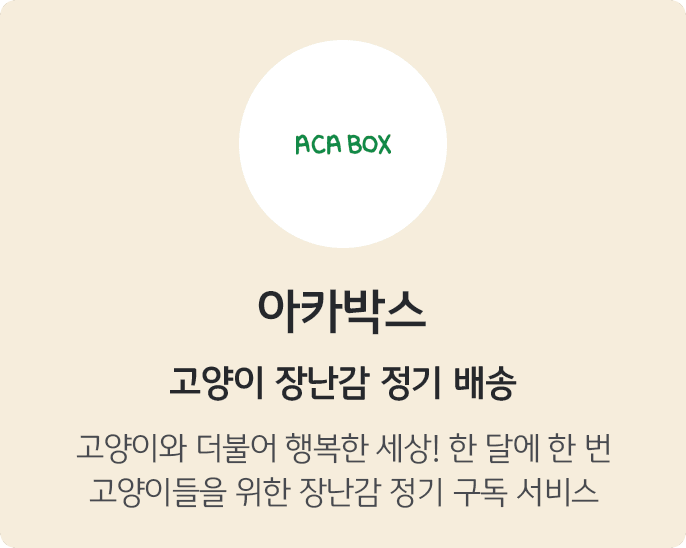 ACA BOX
아카박스
고양이 장난감 정기 배송
고양이와 더불어 행복한 세상! 한 달에 한 번
고양이들을 위한 장난감 정기 구독 서비스